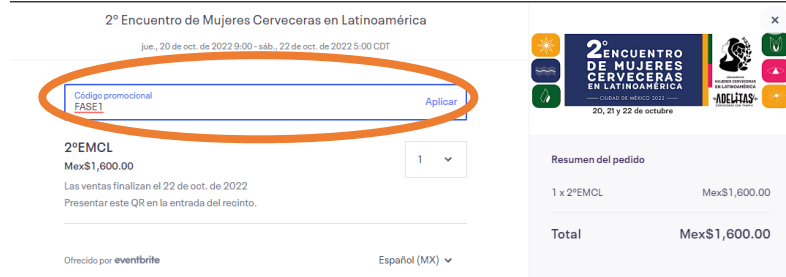 2º Encuentro de Mujeres Cerveceras en Latinoamérica
jue., 20 de oct. de 2022 9:00 - sáb., 22 de oct. de 2022 5:00 CDT
Código promocional
FASE1
Aplicar
2ºEMCL
Mex$1,600.00
1
Las ventas finalizan el 22 de oct. de 2022
Presentar este QR en la entrada del recinto.
Ofrecido por eventbrite
Español (MX)
2º ENCUENTRO
DE MUJERES
CERVECERAS
EN LATINOAMÉRICA
CIUDAD DE MÉXICO 2022
20, 21 y 22 de octubre
MUJERES CERVECERAS
EN LATINOAMÉRICA
ADELITAS
Resumen del pedido
1 x 2ºEMCL
Mex$1,600.00
Total
Mex$1,600.00